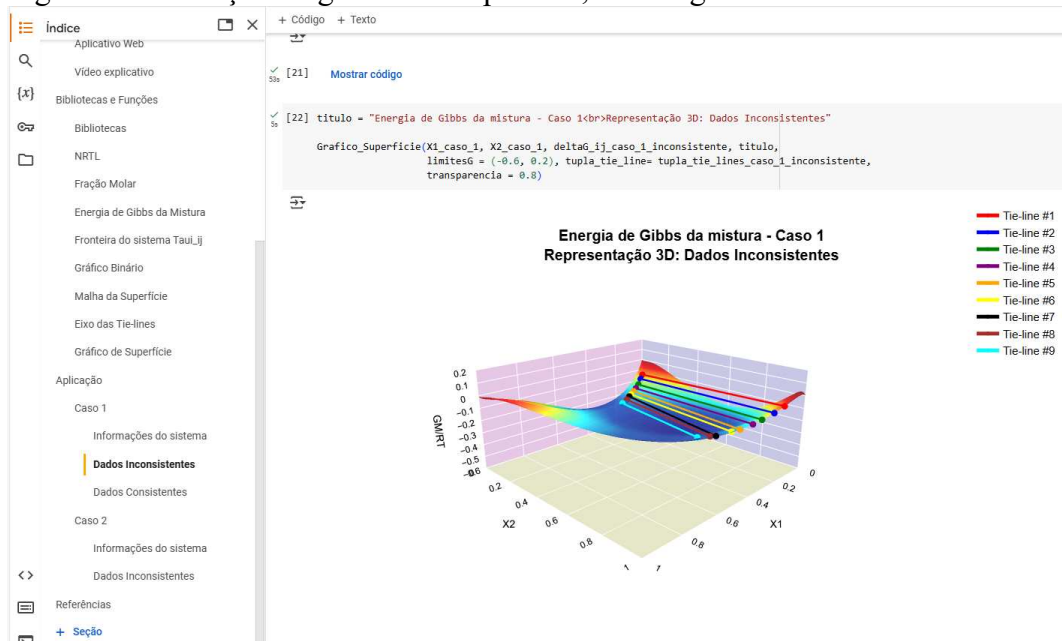 Índice
Aplicativo Web
Vídeo explicativo
Bibliotecas e Funções
Bibliotecas
NRTL
Fração Molar
Energia de Gibbs da Mistura
Fronteira do sistema Taui_ij
Gráfico Binário
Malha da Superfície
Eixo das Tie-lines
Gráfico de Superfície
Aplicação
Caso 1
Informações do sistema
Dados Inconsistentes
Dados Consistentes
Caso 2
Informações do sistema
Dados Inconsistentes
Referências
+ Seção
{x}
<>
+ Código + Texto
53s [21] Mostrar código
5s [22] titulo = "Energia de Gibbs da mistura - Caso 1<br>Representação 3D: Dados Inconsistentes"
Grafico_Superficie(X1_caso_1, X2_caso_1, deltaG_ij_caso_1_inconsistente, titulo,
limitesG = (-0.6, 0.2), tupla_tie_line= tupla_tie_lines_caso_1_inconsistente,
transparencia = 0.8)
Energia de Gibbs da mistura - Caso 1
Representação 3D: Dados Inconsistentes
Tie-line #1
Tie-line #2
Tie-line #3
Tie-line #4
Tie-line #5
Tie-line #6
Tie-line #7
Tie-line #8
Tie-line #9
GM/RT
0.2
0.1
0
−0.1
−0.2
−0.3
−0.4
−0.5
X2
0.2
0.4
0.6
0.8
1
X1
0
0.2
0.4
0.6
0.8
1